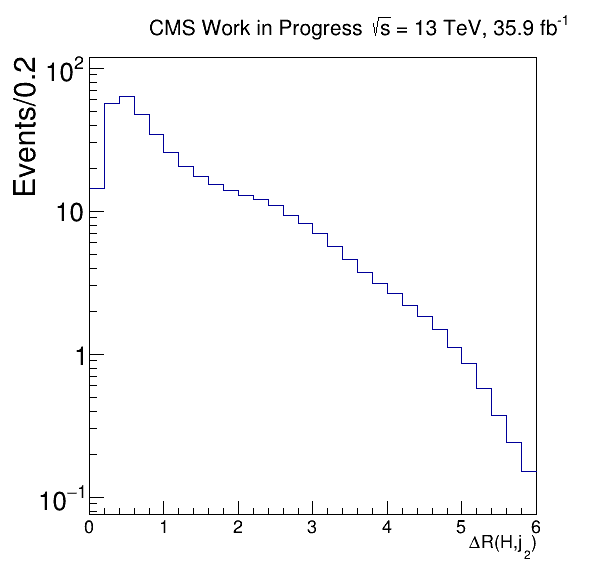 CMS Work in Progress √s = 13 TeV, 35.9 fb⁻¹
Events/0.2
10²
10
1
10⁻¹
0 1 2 3 4 5 6
ΔR(H,j₂)